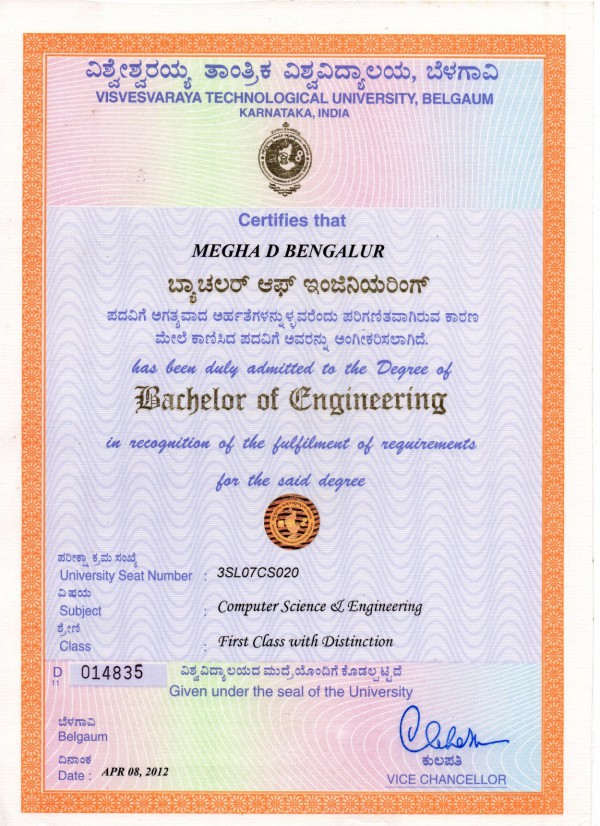 ವಿಶ್ವೇಶ್ವರಯ್ಯ ತಾಂತ್ರಿಕ ವಿಶ್ವವಿದ್ಯಾಲಯ, ಬೆಳಗಾವಿ
VISVESVARAYA TECHNOLOGICAL UNIVERSITY, BELGAUM
KARNATAKA, INDIA
Certifies that
MEGHA D BENGALUR
ಬ್ಯಾಚಲರ್ ಆಫ್ ಇಂಜಿನಿಯರಿಂಗ್
ಪದವಿಗೆ ಅಗತ್ಯವಾದ ಅರ್ಹತೆಗಳನ್ನುಳ್ಳವರೆಂದು ಪರಿಗಣಿತವಾಗಿರುವ ಕಾರಣ
ಮೇಲೆ ಕಾಣಿಸಿದ ಪದವಿಗೆ ಅವರನ್ನು ಅಂಗೀಕರಿಸಲಾಗಿದೆ.
has been duly admitted to the Degree of
Bachelor of Engineering
in recognition of the fulfilment of requirements
for the said degree
ಪರೀಕ್ಷಾ ಕ್ರಮ ಸಂಖ್ಯೆ
University Seat Number : 3SL07CS020
ವಿಷಯ
Subject : Computer Science & Engineering
ಶ್ರೇಣಿ
Class : First Class with Distinction
D 11 014835
ವಿಶ್ವವಿದ್ಯಾಲಯದ ಮುದ್ರೆಯೊಂದಿಗೆ ಕೊಡಲ್ಪಟ್ಟಿದೆ
Given under the seal of the University
ಬೆಳಗಾವಿ
Belgaum
ದಿನಾಂಕ
Date : APR 08, 2012
ಕುಲಪತಿ
VICE CHANCELLOR